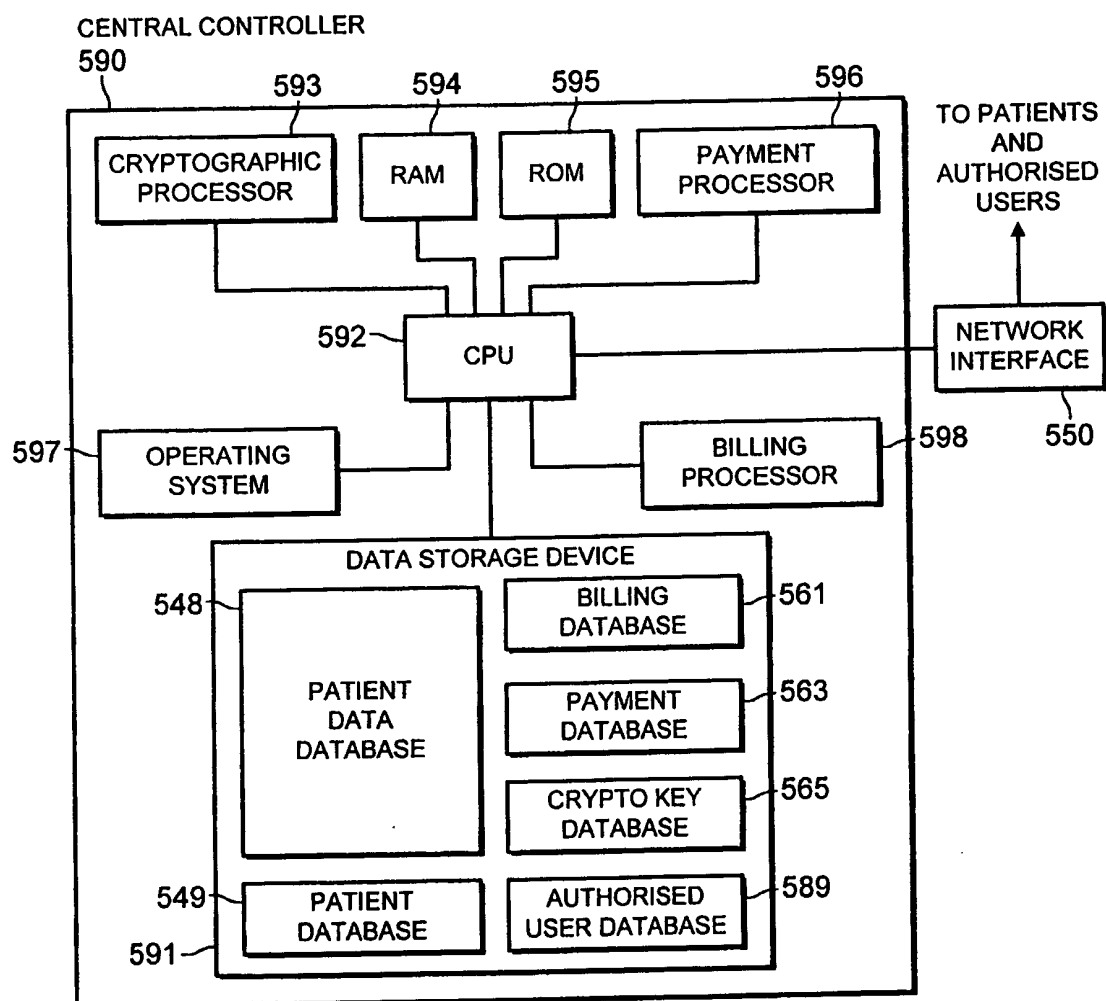 CENTRAL CONTROLLER
590
593
594
595
596
CRYPTOGRAPHIC
PROCESSOR
RAM
ROM
PAYMENT
PROCESSOR
TO PATIENTS
AND
AUTHORISED
USERS
592
CPU
NETWORK
INTERFACE
550
597
OPERATING
SYSTEM
BILLING
PROCESSOR
598
DATA STORAGE DEVICE
548
PATIENT
DATA
DATABASE
BILLING
DATABASE
561
PAYMENT
DATABASE
563
CRYPTO KEY
DATABASE
565
549
PATIENT
DATABASE
AUTHORISED
USER DATABASE
589
591